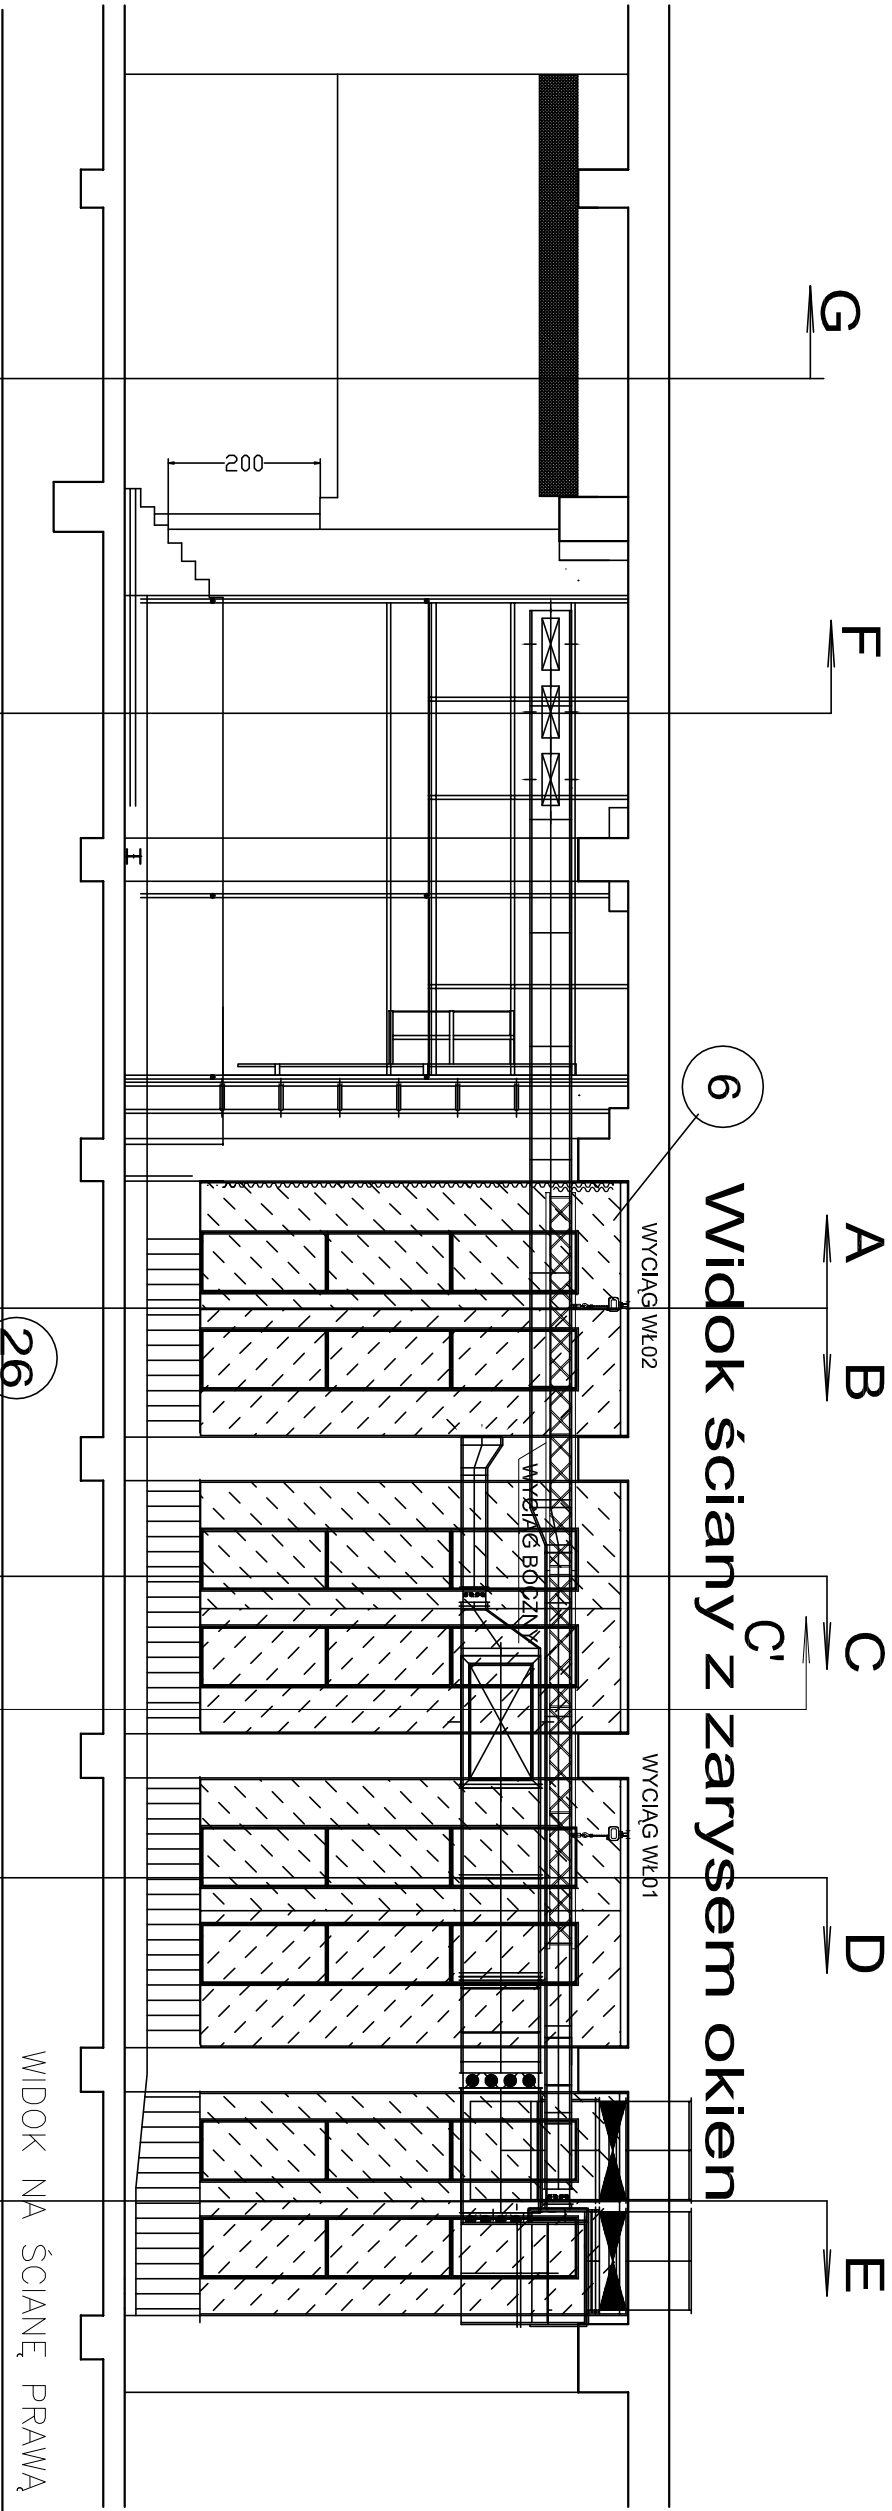 G
F
A
B
C
C'
D
E
Widok ściany z zarysem okien
6
WYCIĄG WŁ02
WYCIĄG WŁ01
WYCIĄG BOCZNY
200
26
WIDOK NA ŚCIANĘ PRAWĄ